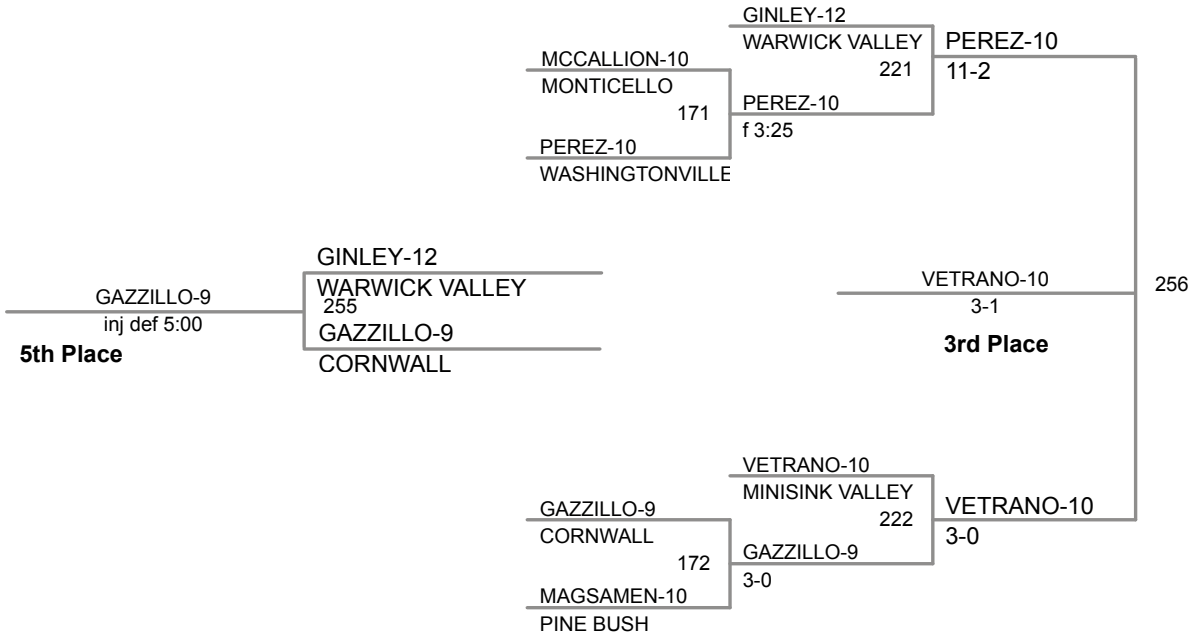 GINLEY-12
WARWICK VALLEY
221
PEREZ-10
11-2
MCCALLION-10
MONTICELLO
171
PEREZ-10
f 3:25
PEREZ-10
WASHINGTONVILLE
GINLEY-12
WARWICK VALLEY
255
GAZZILLO-9
CORNWALL
GAZZILLO-9
inj def 5:00
5th Place
VETRANO-10
3-1
3rd Place
256
VETRANO-10
MINISINK VALLEY
222
VETRANO-10
3-0
GAZZILLO-9
CORNWALL
172
GAZZILLO-9
3-0
MAGSAMEN-10
PINE BUSH